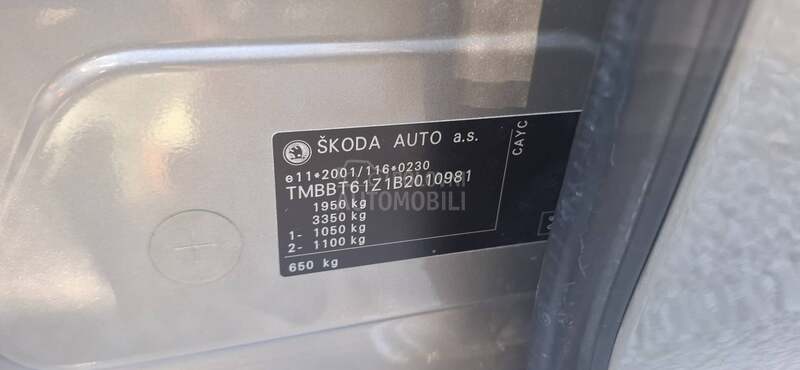 ŠKODA AUTO a.s.
e11*2001/116*0230
TMBBT61Z1B2010981
1950 kg
3350 kg
1- 1050 kg
2- 1100 kg
650 kg
CAYC
AUTOMOBILI